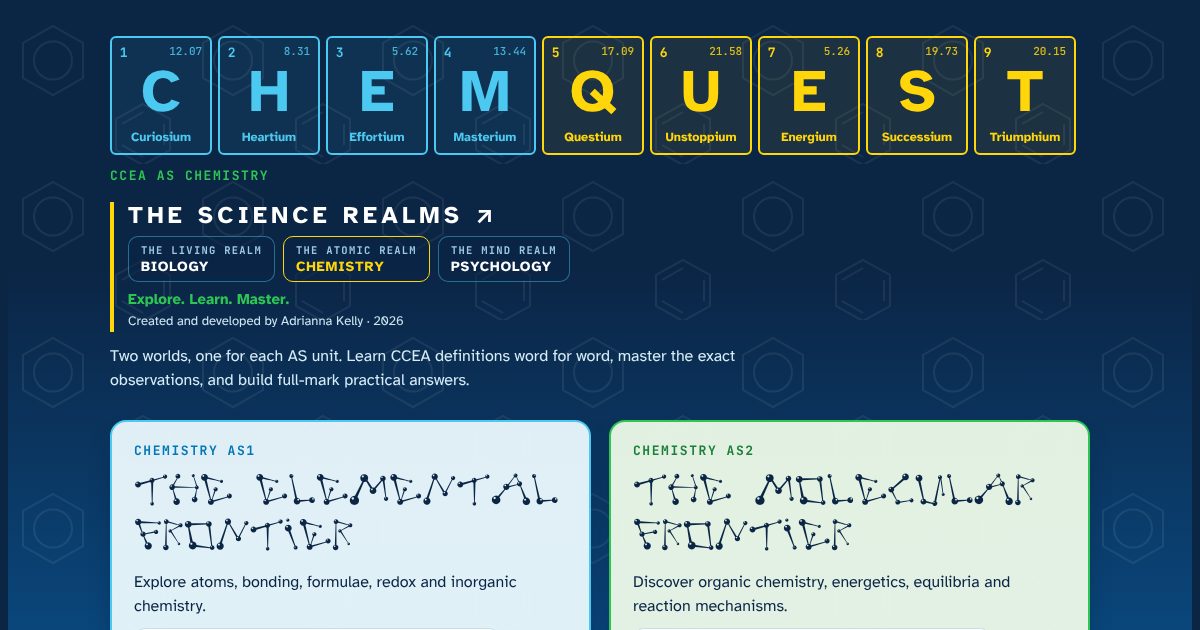 1 12.07 2 8.31 3 5.62 4 13.44 5 17.09 6 21.58 7 5.26 8 19.73 9 20.15
C H E M Q U E S T
Curiosium Heartium Effortium Masterium Questium Unstoppium Energium Successium Triumphium
CCEA AS CHEMISTRY
THE SCIENCE REALMS ↗
THE LIVING REALM THE ATOMIC REALM THE MIND REALM
BIOLOGY CHEMISTRY PSYCHOLOGY
Explore. Learn. Master.
Created and developed by Adrianna Kelly · 2026
Two worlds, one for each AS unit. Learn CCEA definitions word for word, master the exact
observations, and build full-mark practical answers.
CHEMISTRY AS1
THE ELEMENTAL
FRONTIER
Explore atoms, bonding, formulae, redox and inorganic
chemistry.
CHEMISTRY AS2
THE MOLECULAR
FRONTIER
Discover organic chemistry, energetics, equilibria and
reaction mechanisms.